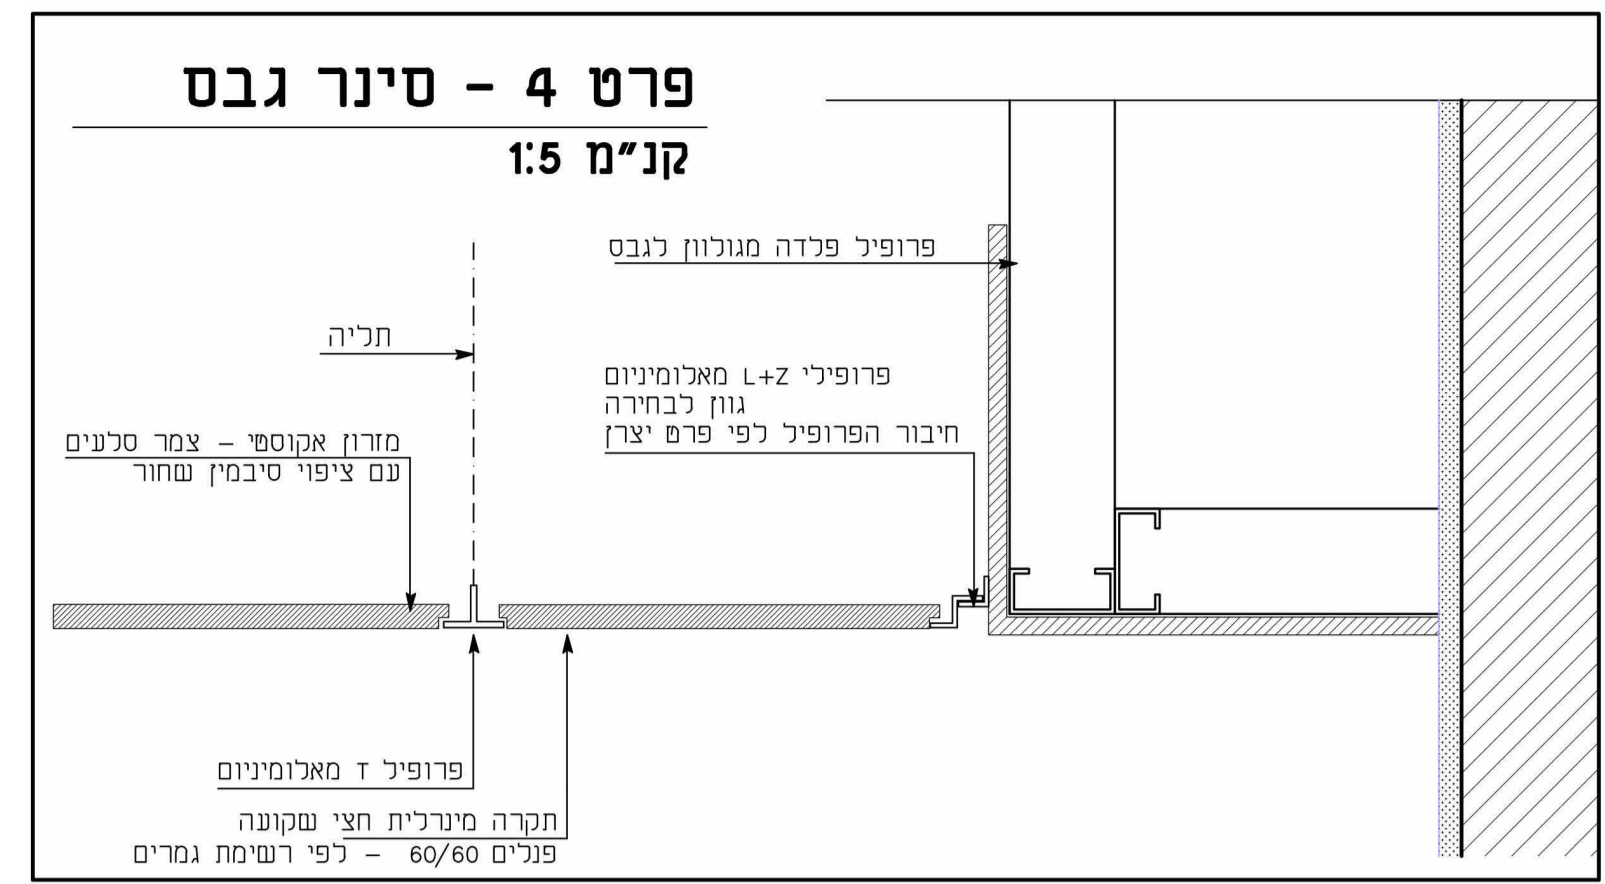 פרט 4 - סינר גבס
קנ"מ 1:5
פרופיל פלדה מגולוון לגבס
תליה
פרופילי L+Z מאלומיניום
גוון לבחירה
חיבור הפרופיל לפי פרט יצרן
מזרון אקוסטי - צמר סלעים
עם ציפוי סיבמין שחור
פרופיל T מאלומיניום
תקרה מינרלית חצי שקועה
פנלים 60/60 - לפי רשימת גמרים